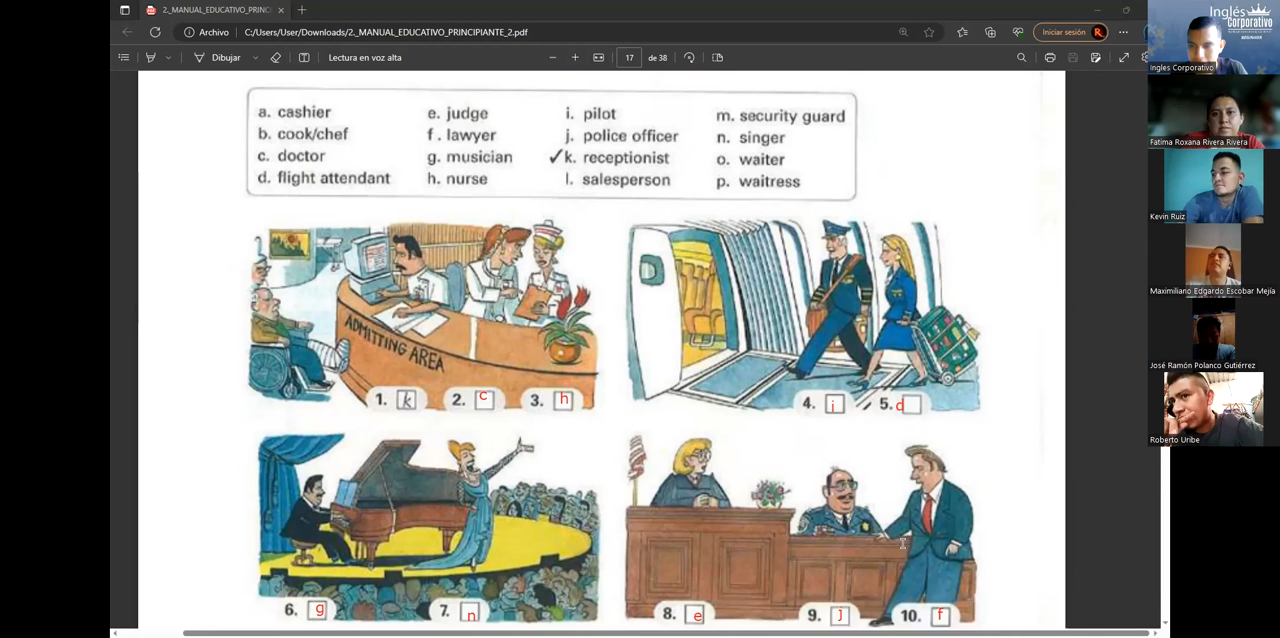 2._MANUAL_EDUCATIVO_PRINCI
Archivo C:/Users/User/Downloads/2._MANUAL_EDUCATIVO_PRINCIPIANTE_2.pdf
Iniciar sesión R
Dibujar Lectura en voz alta 17 de 38
a. cashier
b. cook/chef
c. doctor
d. flight attendant
e. judge
f. lawyer
g. musician
h. nurse
i. pilot
j. police officer
✓k. receptionist
l. salesperson
m. security guard
n. singer
o. waiter
p. waitress
ADMITTING AREA
1. k 2. c 3. h
4. i 5. d
6. g 7. n
8. e 9. j 10. f
Inglés
Corporativo
Ingles Corporativo
Fatima Roxana Rivera Rivera
Kevin Ruiz
Maximiliano Edgardo Escobar Mejía
José Ramón Polanco Gutiérrez
Roberto Uribe